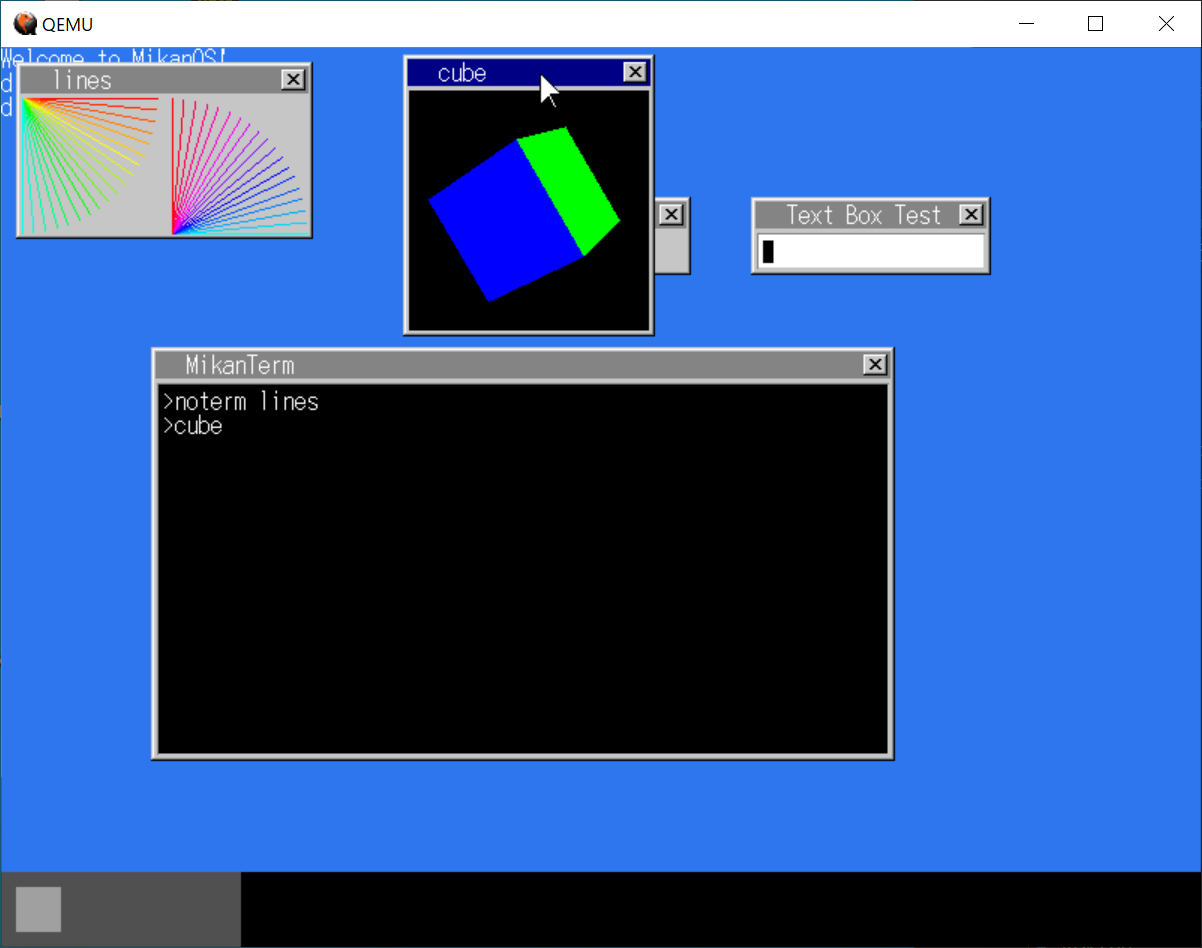 QEMU
Welcome to MikanOS!
d
d
lines
cube
Text Box Test
MikanTerm
>noterm lines
>cube